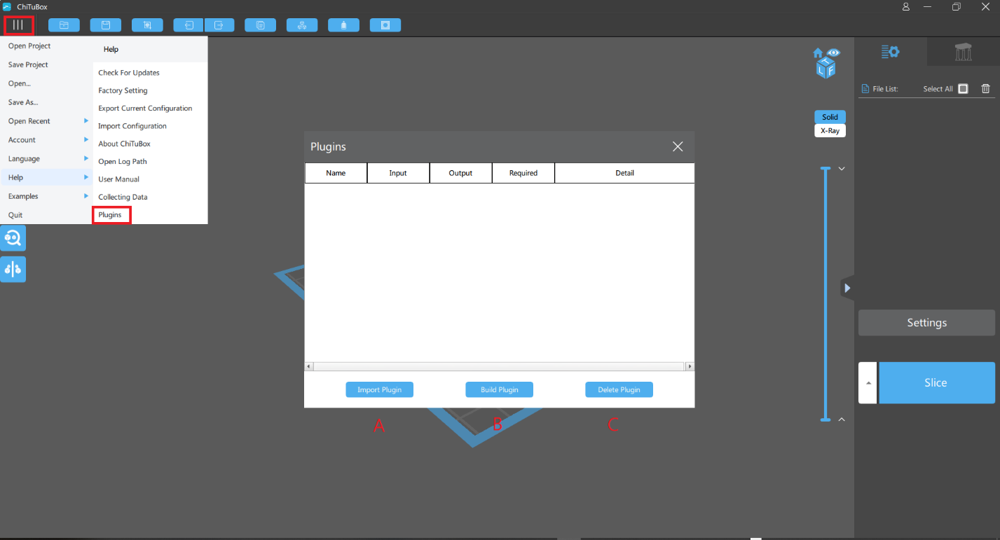 ChiTuBox
Open Project
Save Project
Open...
Save As...
Open Recent
Account
Language
Help
Examples
Quit
Help
Check For Updates
Factory Setting
Export Current Configuration
Import Configuration
About ChiTuBox
Open Log Path
User Manual
Collecting Data
Plugins
Plugins
Name Input Output Required Detail
Import Plugin Build Plugin Delete Plugin
A B C
T
L F
Solid
X-Ray
File List: Select All
Settings
Slice